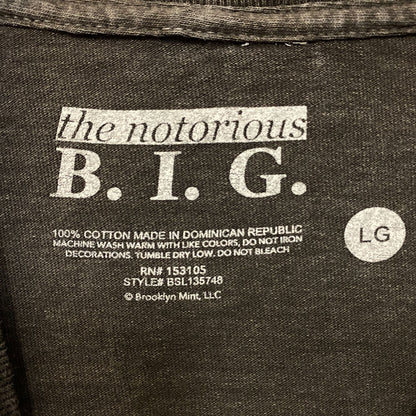 the notorious
B. I. G.
100% COTTON MADE IN DOMINICAN REPUBLIC
MACHINE WASH WARM WITH LIKE COLORS, DO NOT IRON
DECORATIONS. TUMBLE DRY LOW. DO NOT BLEACH
RN# 153105
STYLE# BSL135748
© Brooklyn Mint, LLC
LG